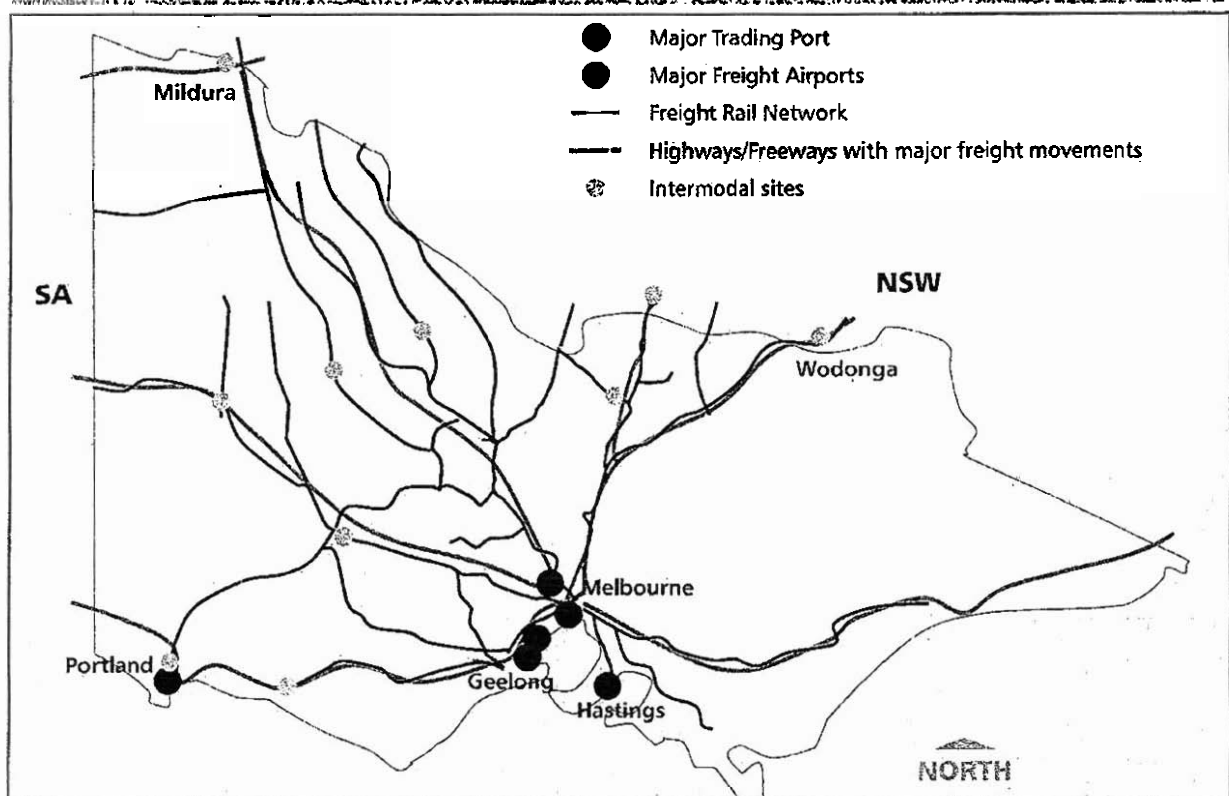 Major Trading Port
Major Freight Airports
Freight Rail Network
Highways/Freeways with major freight movements
Intermodal sites
Mildura
SA
NSW
Wodonga
Melbourne
Portland
Geelong
Hastings
NORTH